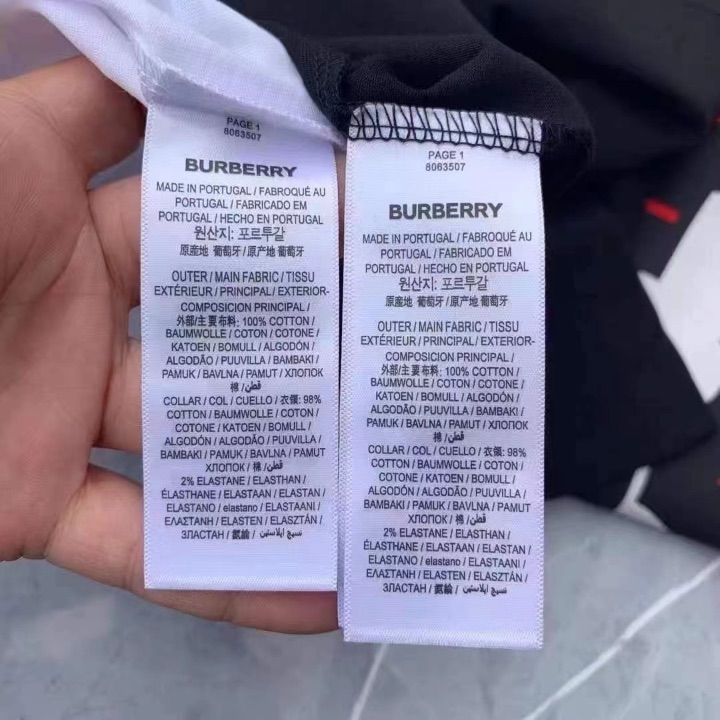 PAGE 1
8063507
BURBERRY
MADE IN PORTUGAL / FABROQUÉ AU
PORTUGAL / FABRICADO EM
PORTUGAL / HECHO EN PORTUGAL
원산지: 포르투갈
原産地 葡萄牙 / 原产地 葡萄牙
OUTER / MAIN FABRIC / TISSU
EXTÉRIEUR / PRINCIPAL / EXTERIOR-
COMPOSICION PRINCIPAL /
外部/主要布料: 100% COTTON /
BAUMWOLLE / COTON / COTONE /
KATOEN / BOMULL / ALGODÓN /
ALGODÃO / PUUVILLA / BAMBAKI /
PAMUK / BAVLNA / PAMUT / ХЛОПОК
棉 / قطن /
COLLAR / COL / CUELLO / 衣領: 98%
COTTON / BAUMWOLLE / COTON /
COTONE / KATOEN / BOMULL /
ALGODÓN / ALGODÃO / PUUVILLA /
BAMBAKI / PAMUK / BAVLNA / PAMUT
ХЛОПОК / 棉 / قطن
2% ELASTANE / ELASTHAN /
ÉLASTHANE / ELASTAAN / ELASTAN /
ELASTANO / elastano / ELASTAANI /
ΕΛΑΣΤΑΝΗ / ELASTEN / ELASZTÁN /
ЭЛАСТАН / 氨綸 / نسيج إيلاستين
PAGE 1
8063507
BURBERRY
MADE IN PORTUGAL / FABROQUÉ AU
PORTUGAL / FABRICADO EM
PORTUGAL / HECHO EN PORTUGAL
원산지: 포르투갈
原産地 葡萄牙 / 原产地 葡萄牙
OUTER / MAIN FABRIC / TISSU
EXTÉRIEUR / PRINCIPAL / EXTERIOR-
COMPOSICION PRINCIPAL /
外部/主要布料: 100% COTTON /
BAUMWOLLE / COTON / COTONE /
KATOEN / BOMULL / ALGODÓN /
ALGODÃO / PUUVILLA / BAMBAKI /
PAMUK / BAVLNA / PAMUT / ХЛОПОК
棉 / قطن /
COLLAR / COL / CUELLO / 衣領: 98%
COTTON / BAUMWOLLE / COTON /
COTONE / KATOEN / BOMULL /
ALGODÓN / ALGODÃO / PUUVILLA /
BAMBAKI / PAMUK / BAVLNA / PAMUT
ХЛОПОК / 棉 / قطن
2% ELASTANE / ELASTHAN /
ÉLASTHANE / ELASTAAN / ELASTAN /
ELASTANO / elastano / ELASTAANI /
ΕΛΑΣΤΑΝΗ / ELASTEN / ELASZTÁN /
ЭЛАСТАН / 氨綸 / نسيج إيلاستين